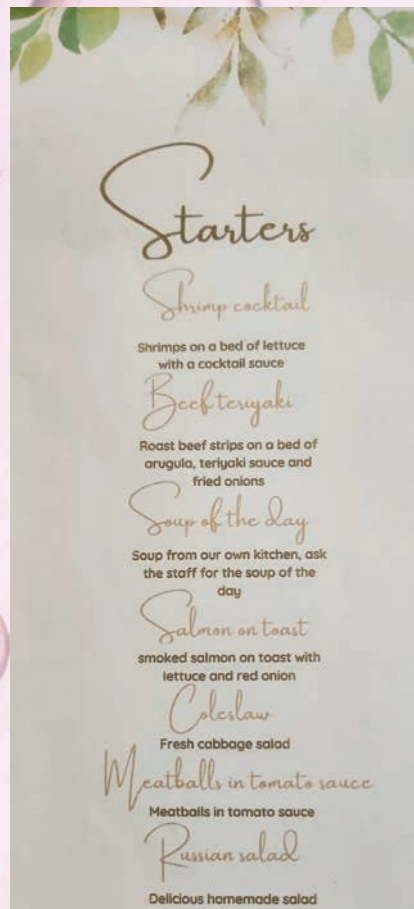 Starters
Shrimp cocktail
Shrimps on a bed of lettuce
with a cocktail sauce
Beef teriyaki
Roast beef strips on a bed of
arugula, teriyaki sauce and
fried onions
Soup of the day
Soup from our own kitchen, ask
the staff for the soup of the
day
Salmon on toast
smoked salmon on toast with
lettuce and red onion
Coleslaw
Fresh cabbage salad
Meatballs in tomato sauce
Meatballs in tomato sauce
Russian salad
Delicious homemade salad